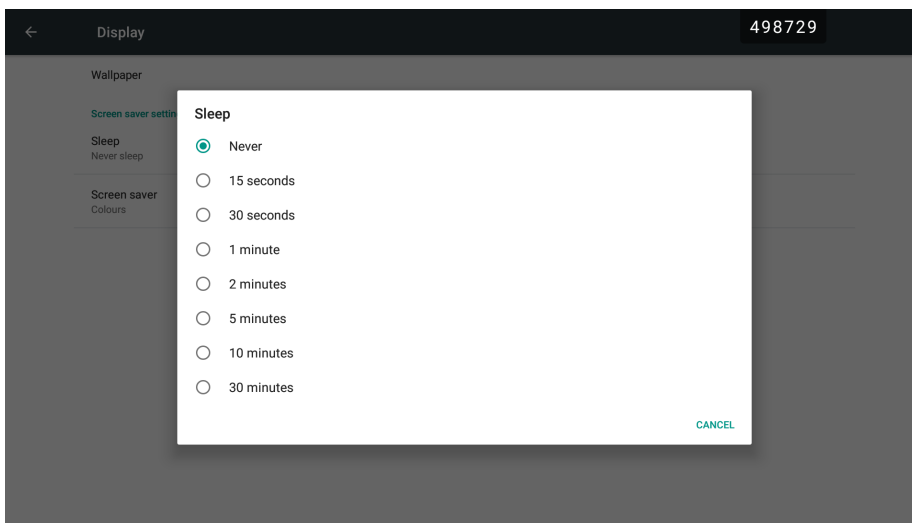 Display
498729
Wallpaper
Screen saver settin
Sleep
Never sleep
Screen saver
Colours
Sleep
Never
15 seconds
30 seconds
1 minute
2 minutes
5 minutes
10 minutes
30 minutes
CANCEL